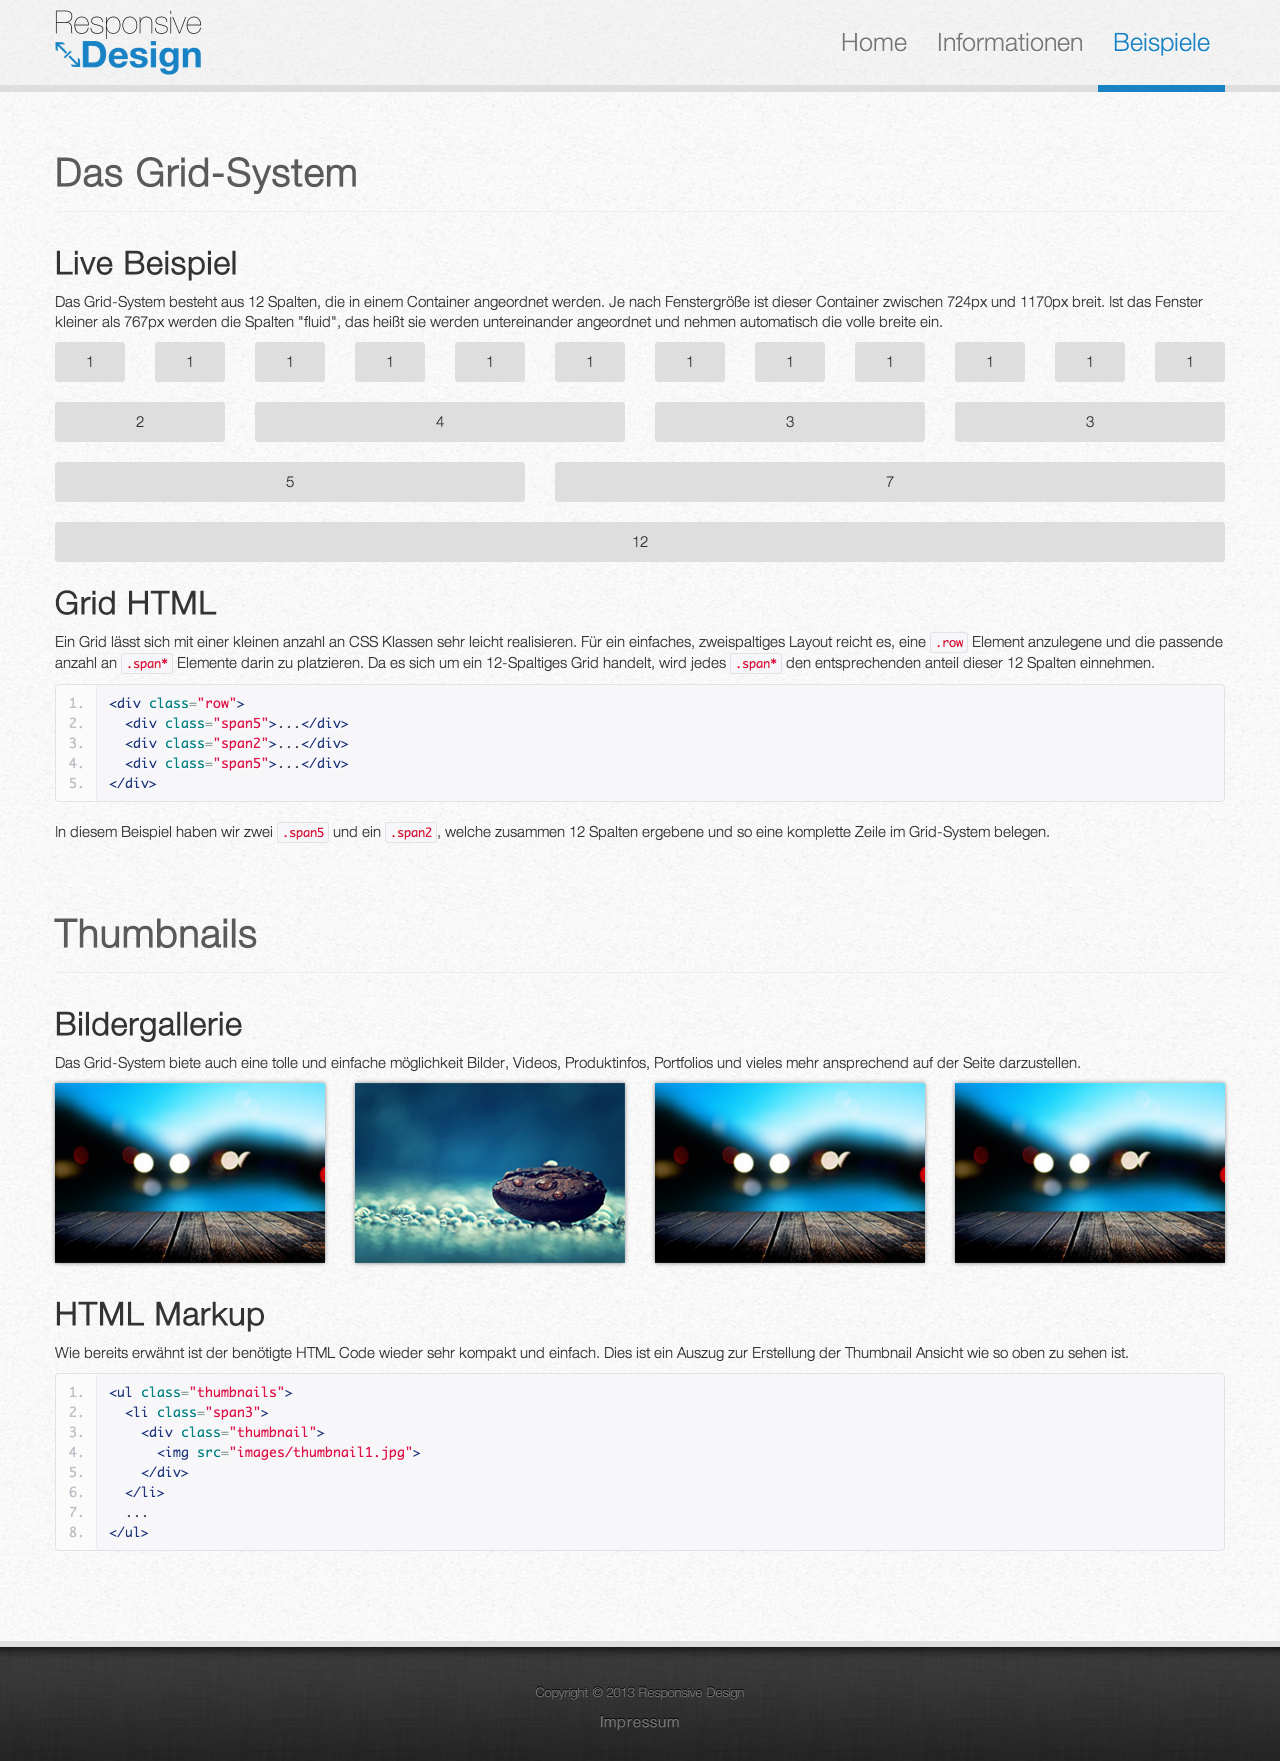 Responsive
Design
Home Informationen Beispiele
Das Grid-System
Live Beispiel
Das Grid-System besteht aus 12 Spalten, die in einem Container angeordnet werden. Je nach Fenstergröße ist dieser Container zwischen 724px und 1170px breit. Ist das Fenster
kleiner als 767px werden die Spalten "fluid", das heißt sie werden untereinander angeordnet und nehmen automatisch die volle breite ein.
1 1 1 1 1 1 1 1 1 1 1 1
2 4 3 3
5 7
12
Grid HTML
Ein Grid lässt sich mit einer kleinen anzahl an CSS Klassen sehr leicht realisieren. Für ein einfaches, zweispaltiges Layout reicht es, eine .row Element anzulegene und die passende
anzahl an .span* Elemente darin zu platzieren. Da es sich um ein 12-Spaltiges Grid handelt, wird jedes .span* den entsprechenden anteil dieser 12 Spalten einnehmen.
1. <div class="row">
2. <div class="span5">...</div>
3. <div class="span2">...</div>
4. <div class="span5">...</div>
5. </div>
In diesem Beispiel haben wir zwei .span5 und ein .span2, welche zusammen 12 Spalten ergebene und so eine komplette Zeile im Grid-System belegen.
Thumbnails
Bildergallerie
Das Grid-System biete auch eine tolle und einfache möglichkeit Bilder, Videos, Produktinfos, Portfolios und vieles mehr ansprechend auf der Seite darzustellen.
HTML Markup
Wie bereits erwähnt ist der benötigte HTML Code wieder sehr kompakt und einfach. Dies ist ein Auszug zur Erstellung der Thumbnail Ansicht wie so oben zu sehen ist.
1. <ul class="thumbnails">
2. <li class="span3">
3. <div class="thumbnail">
4. <img src="images/thumbnail1.jpg">
5. </div>
6. </li>
7. ...
8. </ul>
Copyright © 2013 Responsive Design
Impressum